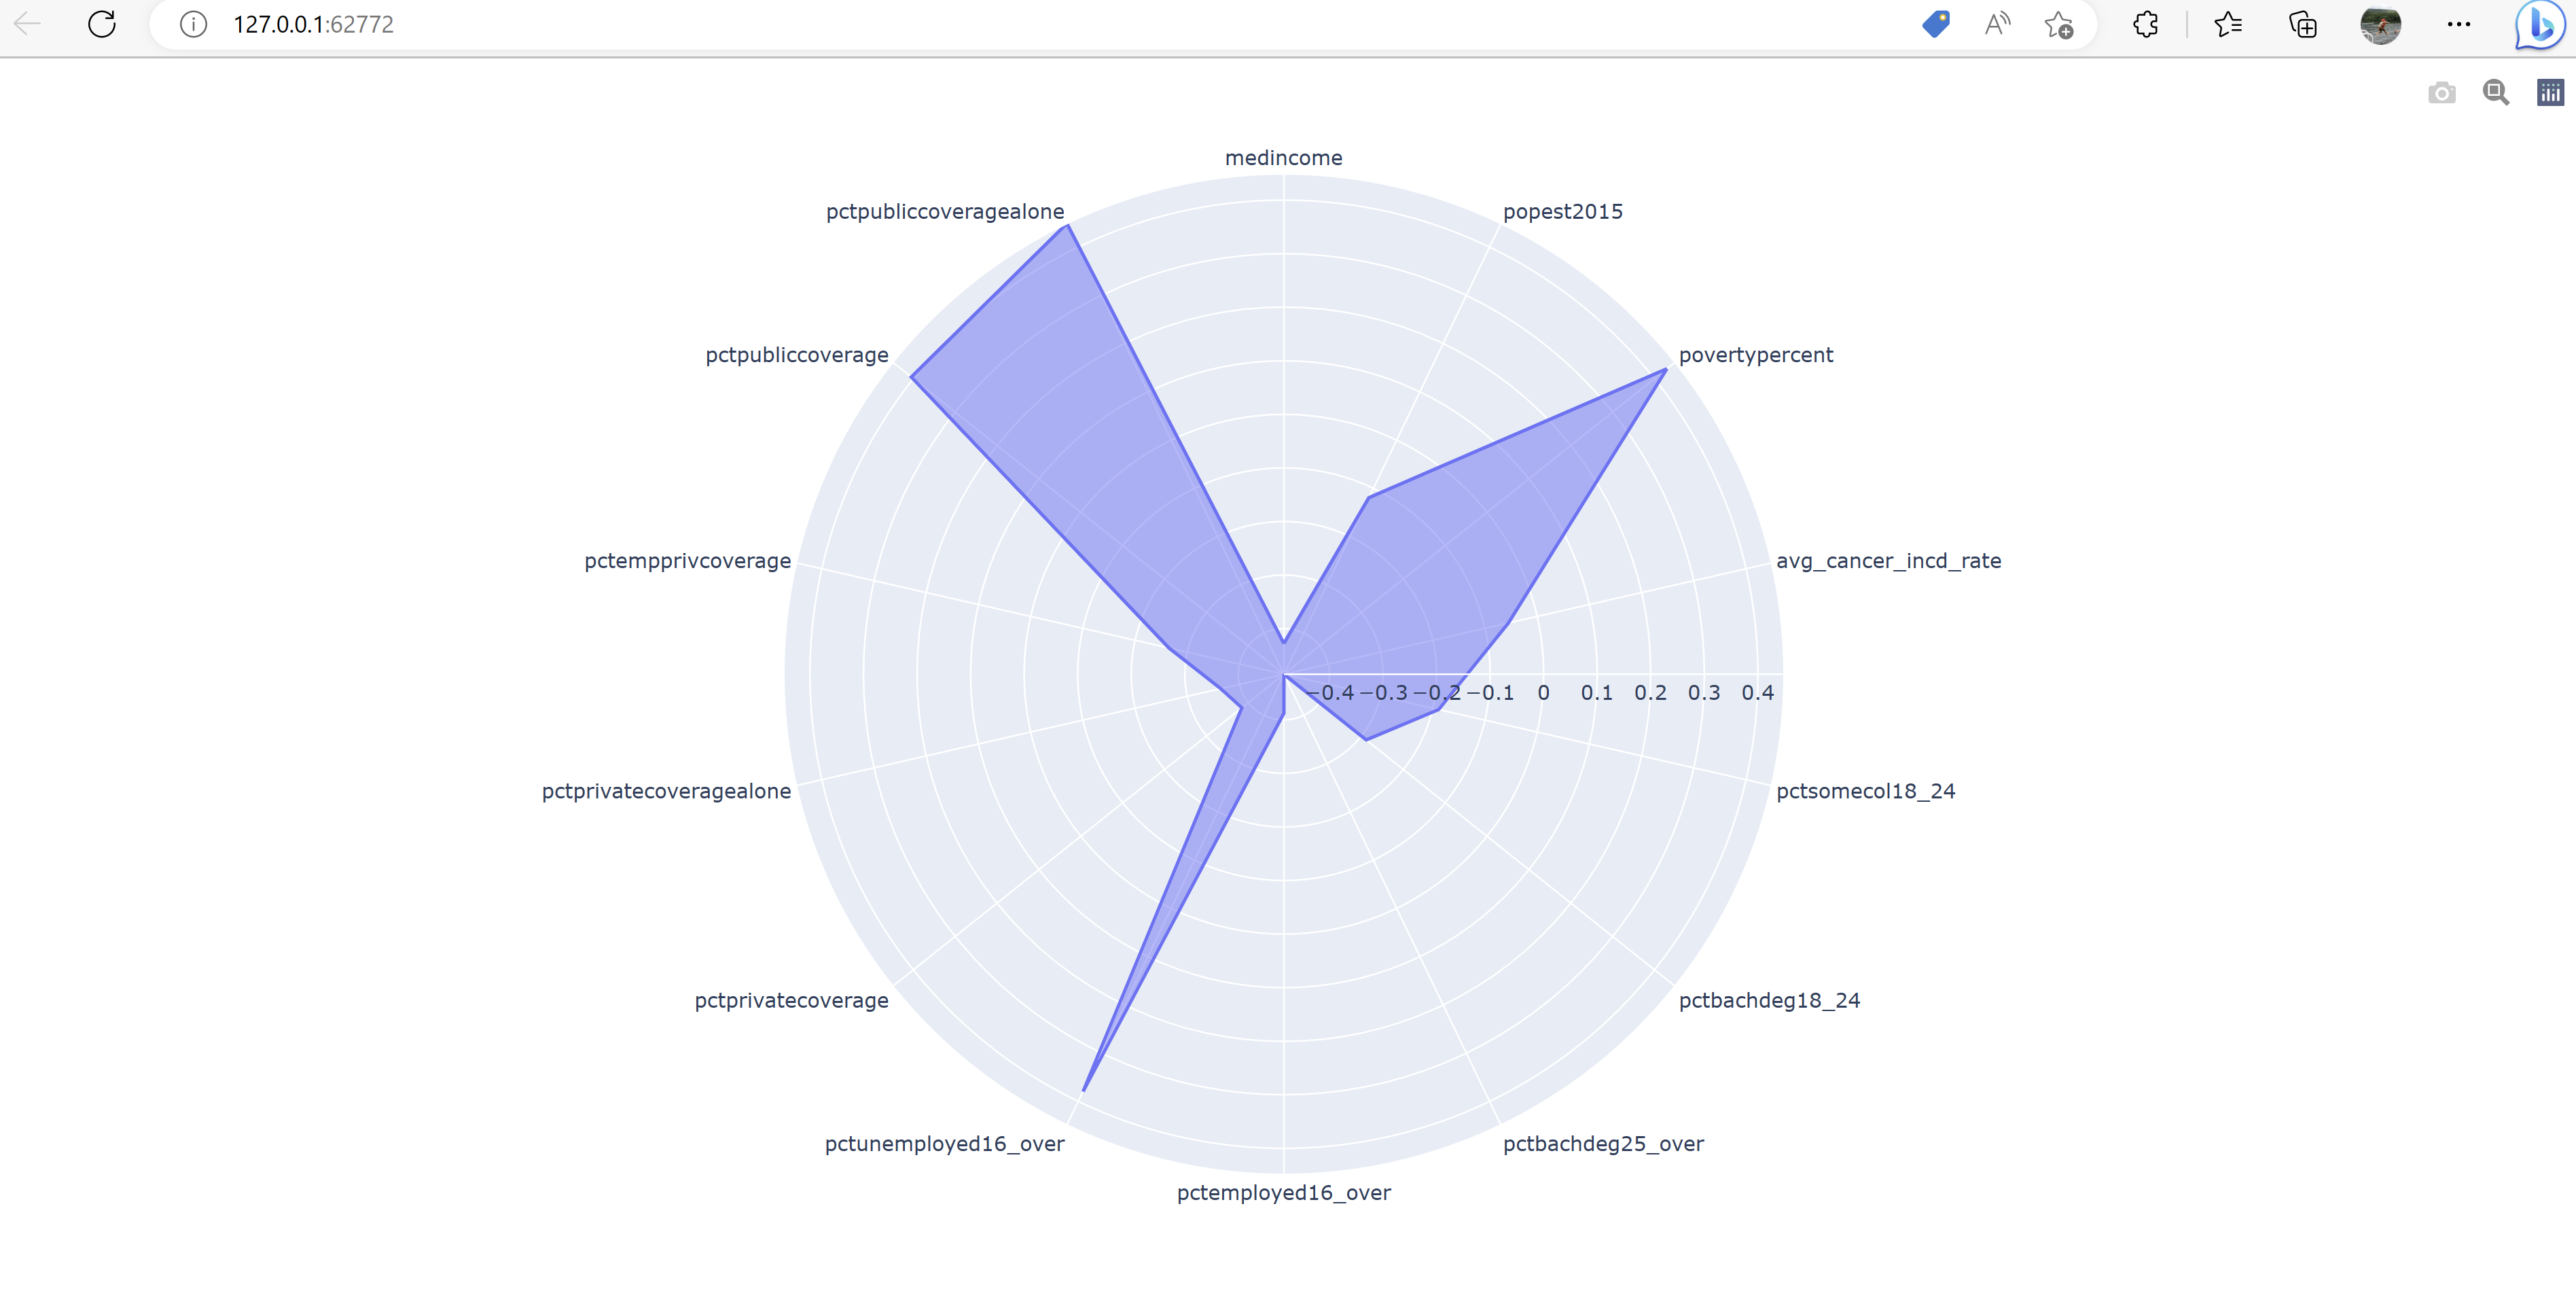 127.0.0.1:62772
medincome
pctpubliccoveragealone
popest2015
pctpubliccoverage
povertypercent
pctempprivcoverage
avg_cancer_incd_rate
−0.4 −0.3 −0.2 −0.1 0 0.1 0.2 0.3 0.4
pctprivatecoveragealone
pctsomecol18_24
pctprivatecoverage
pctbachdeg18_24
pctunemployed16_over
pctbachdeg25_over
pctemployed16_over